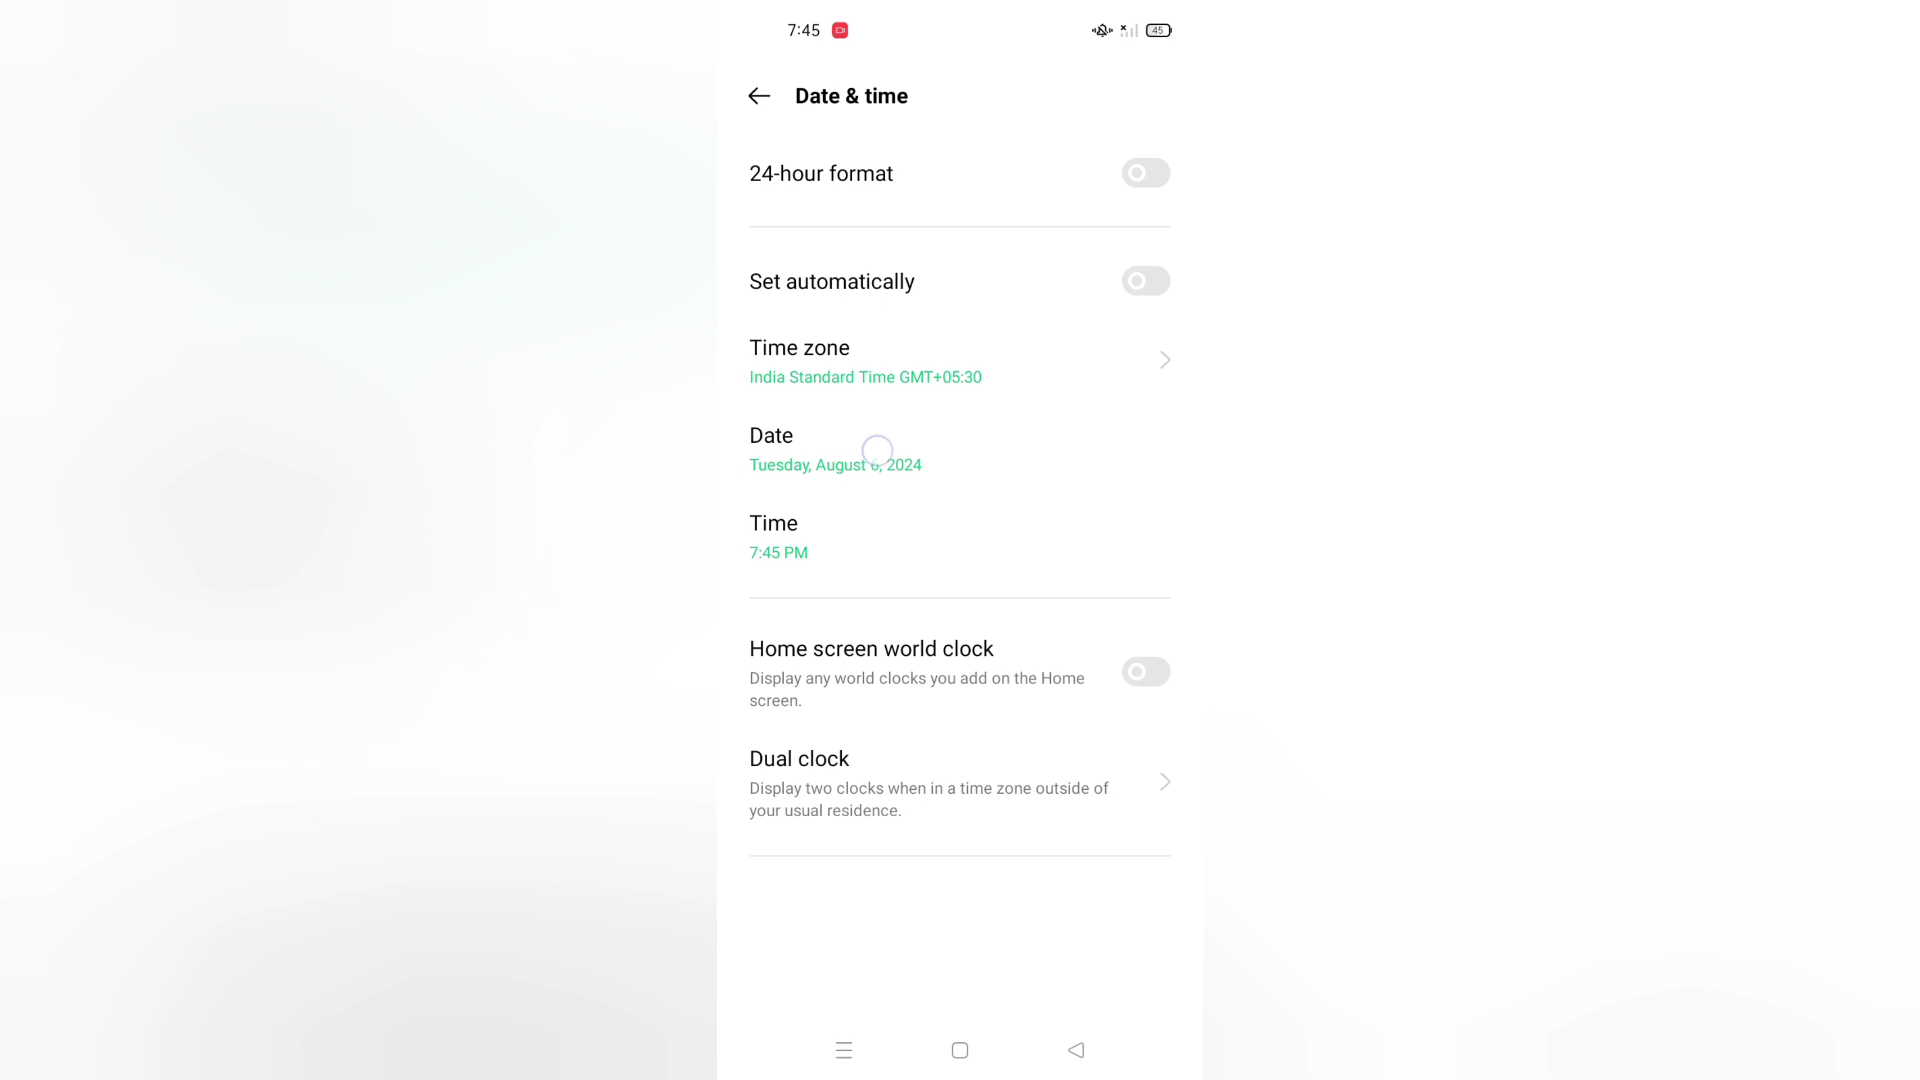 7:45
45
Date & time
24-hour format
Set automatically
Time zone
India Standard Time GMT+05:30
Date
Tuesday, August 6, 2024
Time
7:45 PM
Home screen world clock
Display any world clocks you add on the Home
screen.
Dual clock
Display two clocks when in a time zone outside of
your usual residence.